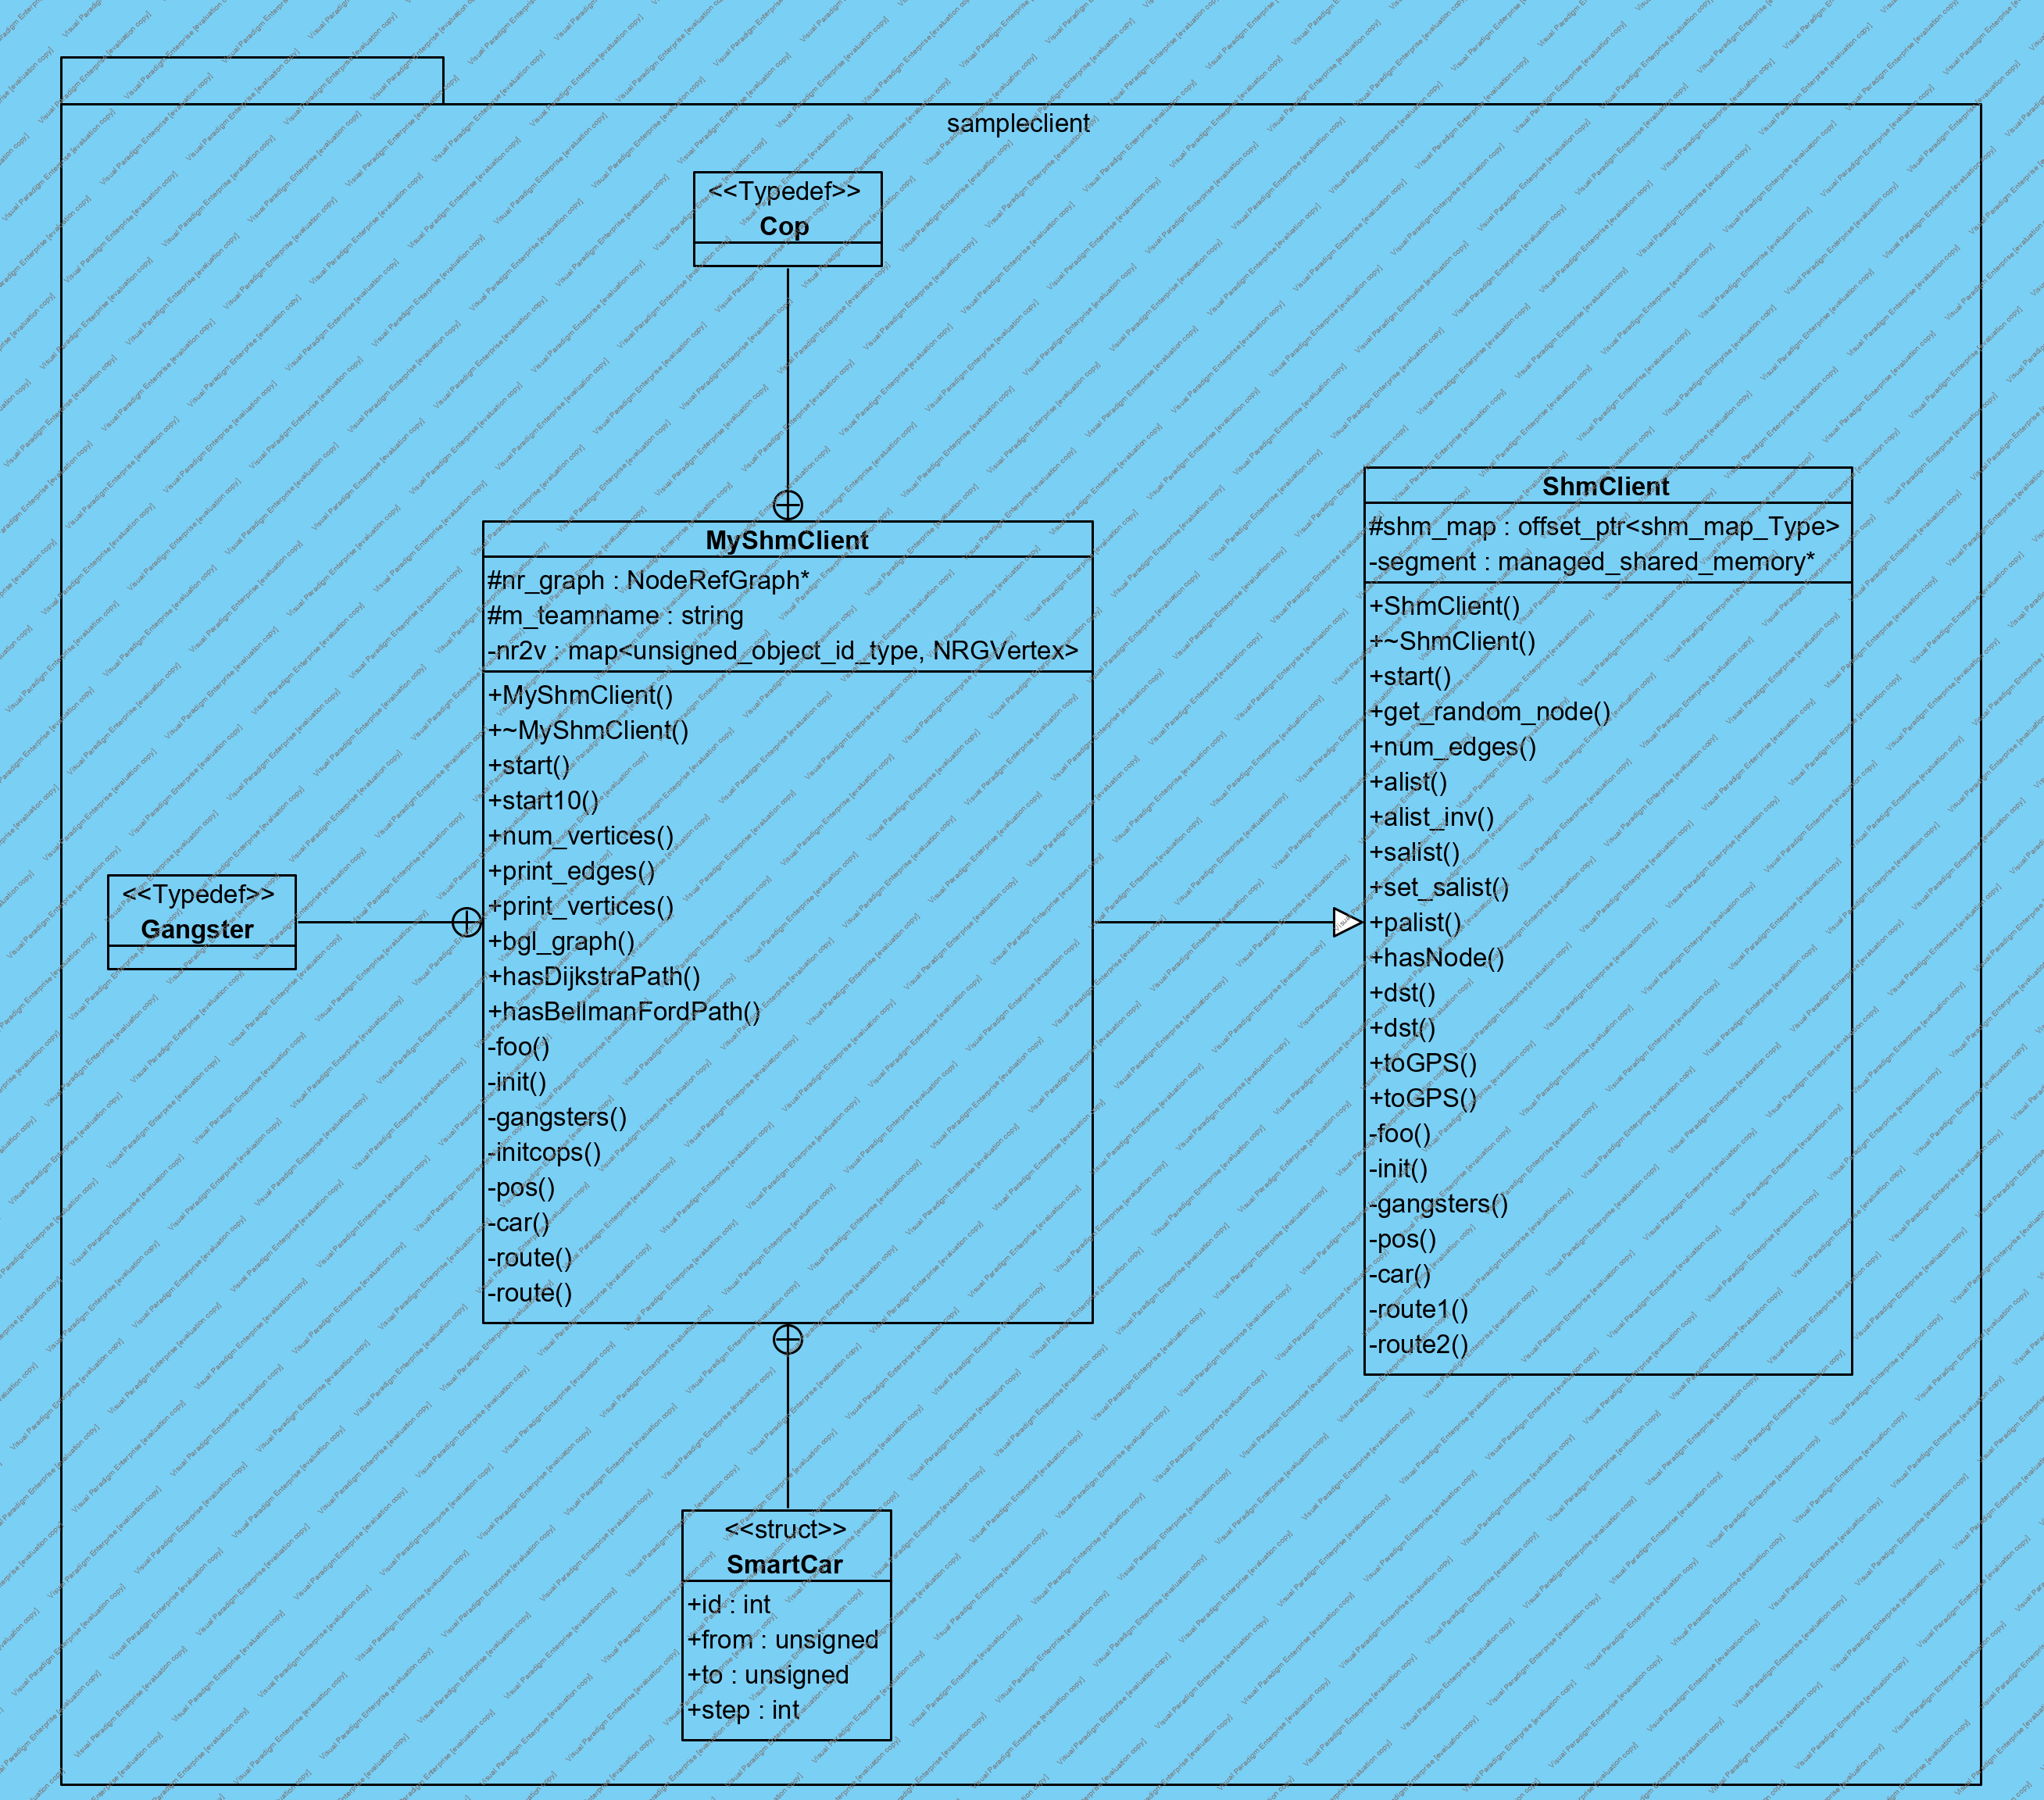 sampleclient
<<Typedef>>
Cop
MyShmClient
#nr_graph : NodeRefGraph*
#m_teamname : string
-nr2v : map<unsigned_object_id_type, NRGVertex>
+MyShmClient()
+~MyShmClient()
+start()
+start10()
+num_vertices()
+print_edges()
+print_vertices()
+bgl_graph()
+hasDijkstraPath()
+hasBellmanFordPath()
-foo()
-init()
-gangsters()
-initcops()
-pos()
-car()
-route()
-route()
ShmClient
#shm_map : offset_ptr<shm_map_Type>
-segment : managed_shared_memory*
+ShmClient()
+~ShmClient()
+start()
+get_random_node()
+num_edges()
+alist()
+alist_inv()
+salist()
+set_salist()
+palist()
+hasNode()
+dst()
+dst()
+toGPS()
+toGPS()
-foo()
-init()
-gangsters()
-pos()
-car()
-route1()
-route2()
<<Typedef>>
Gangster
<<struct>>
SmartCar
+id : int
+from : unsigned
+to : unsigned
+step : int
Visual Paradigm Enterprise [evaluation copy]